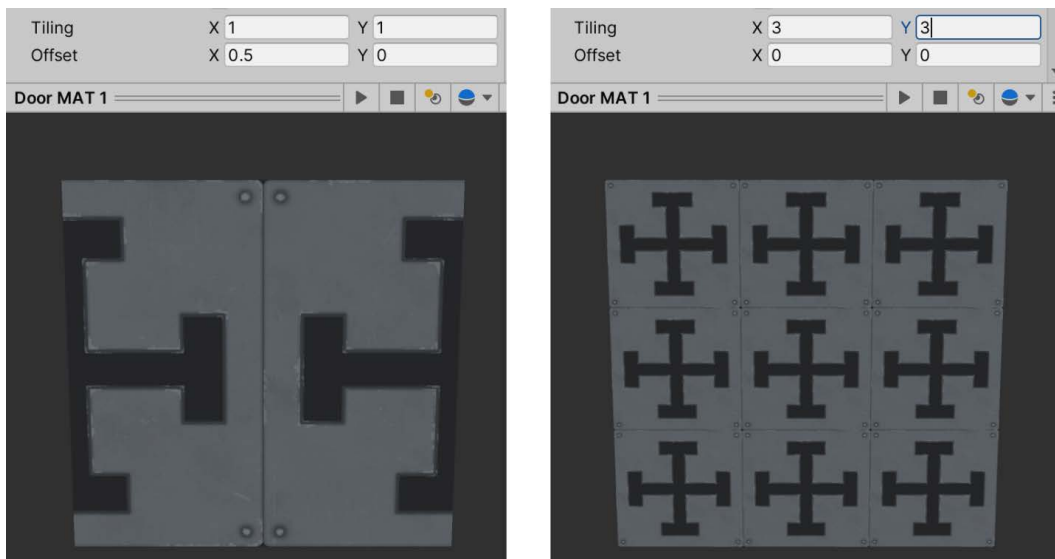 Tiling X 1 Y 1
Offset X 0.5 Y 0
Door MAT 1
Tiling X 3 Y 3
Offset X 0 Y 0
Door MAT 1